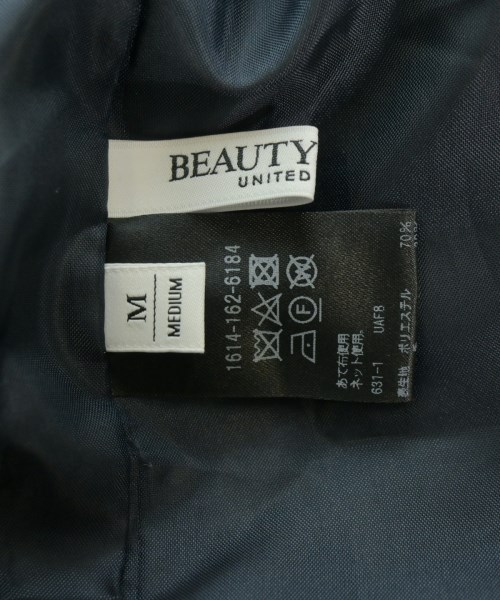 BEAUTY
UNITED
M
MEDIUM
1614-162-6184
F
あて布使用
ネット使用。
631-1 UAF8
表生地 ポリエステル 70%